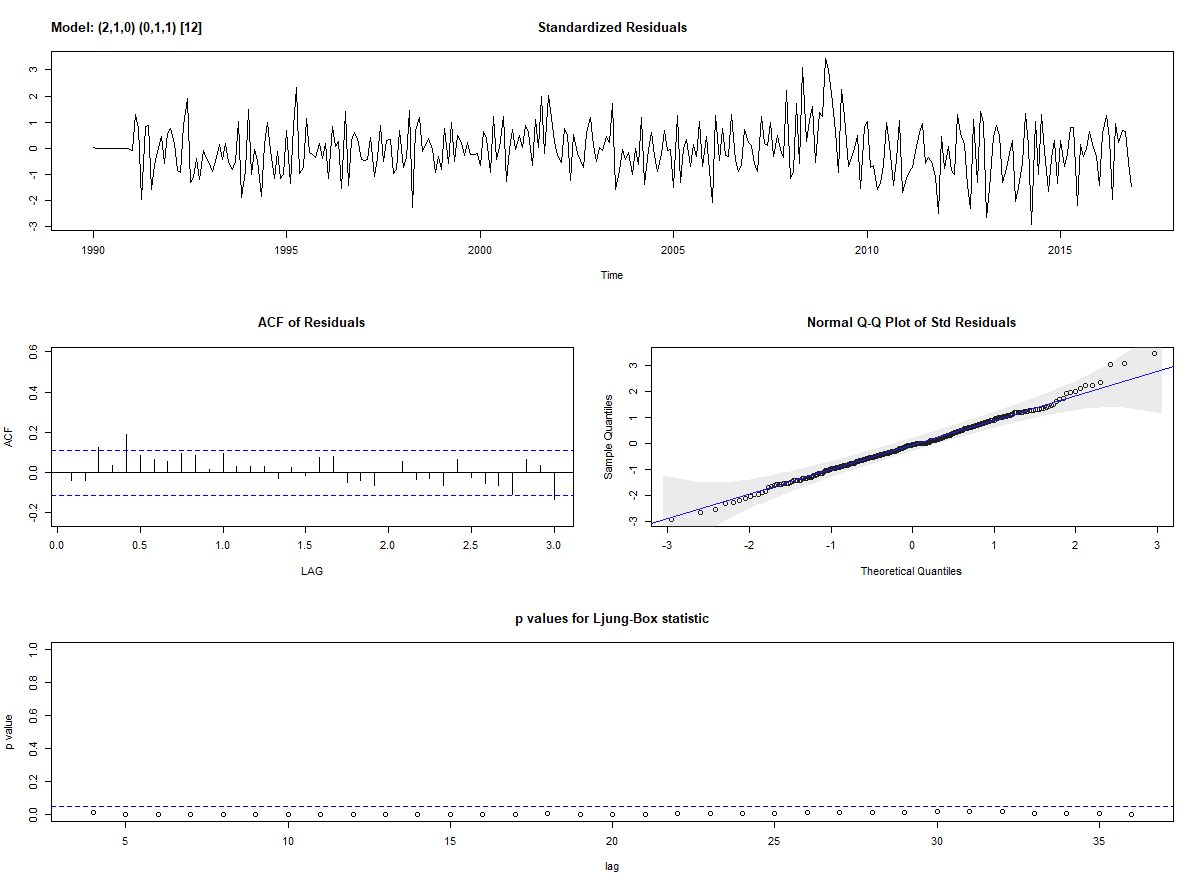 Model: (2,1,0) (0,1,1) [12] Standardized Residuals
3
2
1
0
-1
-2
-3
1990 1995 2000 2005 2010 2015
Time
ACF of Residuals
ACF
0.6
0.4
0.2
0.0
-0.2
0.0 0.5 1.0 1.5 2.0 2.5 3.0
LAG
Normal Q-Q Plot of Std Residuals
Sample Quantiles
3
2
1
0
-1
-2
-3
-3 -2 -1 0 1 2 3
Theoretical Quantiles
p values for Ljung-Box statistic
p value
1.0
0.8
0.6
0.4
0.2
0.0
5 10 15 20 25 30 35
lag